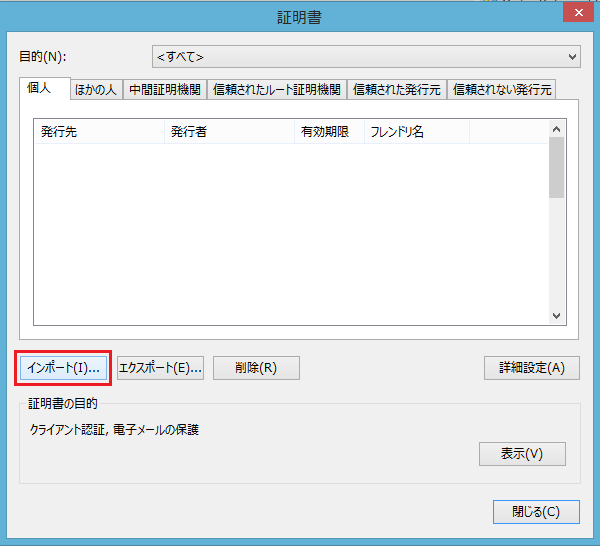 証明書
目的(N): <すべて>
個人 ほかの人 中間証明機関 信頼されたルート証明機関 信頼された発行元 信頼されない発行元
発行先 発行者 有効期限 フレンドリ名
インポート(I)... エクスポート(E)... 削除(R) 詳細設定(A)
証明書の目的
クライアント認証, 電子メールの保護
表示(V)
閉じる(C)